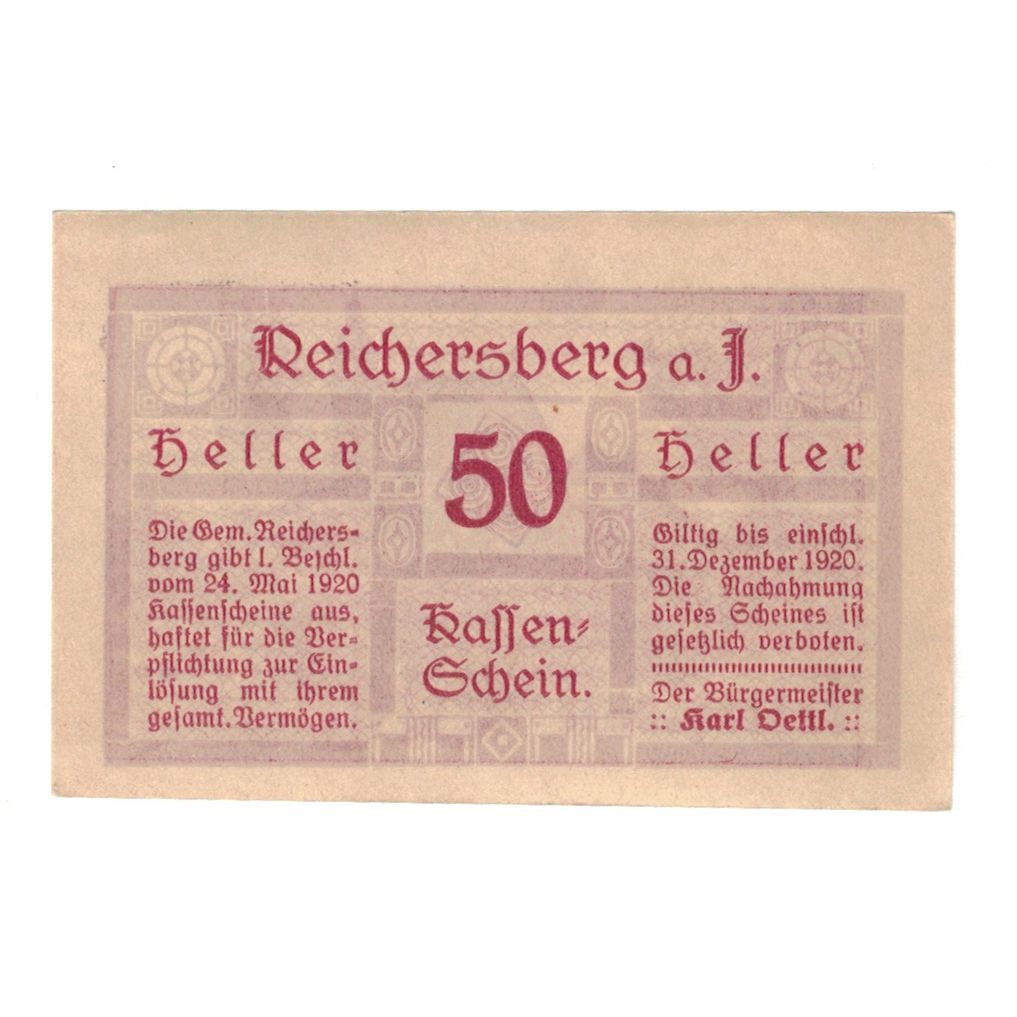 Reichersberg a. J.
Heller 50 Heller
Die Gem. Reichers-
berg gibt l. Beschl.
vom 24. Mai 1920
Kassenscheine aus,
haftet für die Ver-
pflichtung zur Ein-
lösung mit ihrem
gesamt. Vermögen.
Kassen-
Schein.
Giltig bis einschl.
31. Dezember 1920.
Die Nachahmung
dieses Scheines ist
gesetzlich verboten.
Der Bürgermeister
:: Karl Dettl. ::